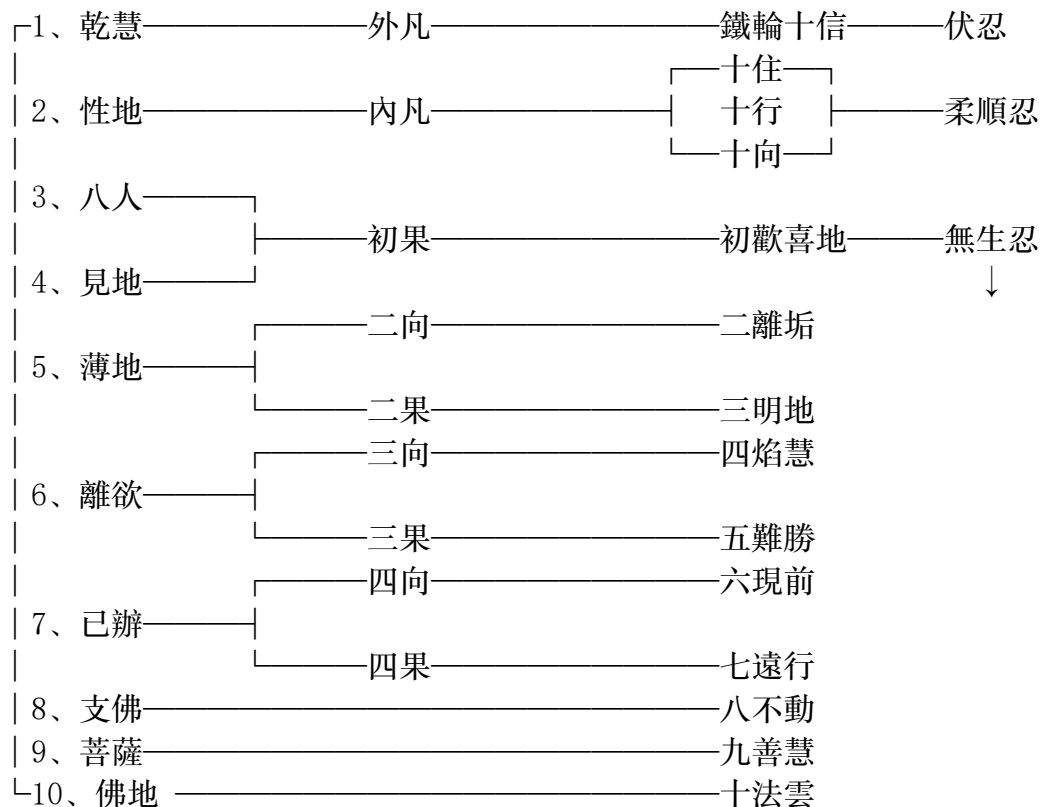 1、乾慧 外凡 鐵輪十信 伏忍
十住
2、性地 內凡 十行 柔順忍
十向
3、八人
初果 初歡喜地 無生忍
4、見地 ↓
二向 二離垢
5、薄地
二果 三明地
三向 四焰慧
6、離欲
三果 五難勝
四向 六現前
7、已辦
四果 七遠行
8、支佛 八不動
9、菩薩 九善慧
10、佛地 十法雲